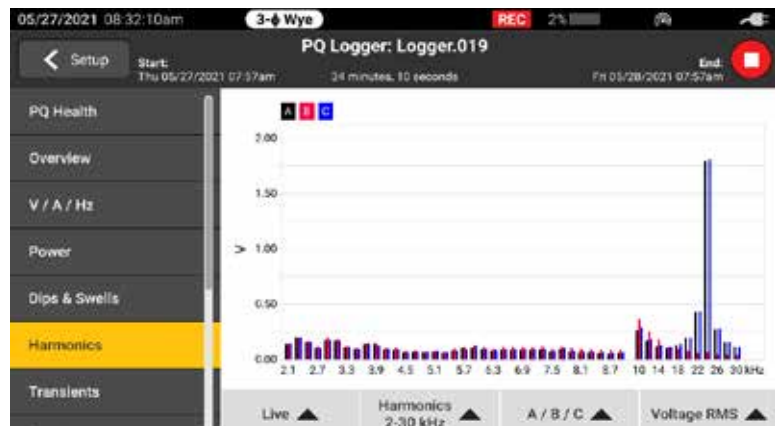 05/27/2021 08:32:10am 3-ϕ Wye REC 2%
Setup
PQ Logger: Logger.019
Start: End:
Thu 05/27/2021 07:57am 34 minutes, 10 seconds Fri 05/28/2021 07:57am
PQ Health
Overview
V / A / Hz
Power
Dips & Swells
Harmonics
Transients
A B C
2.00
1.50
V 1.00
0.50
0.00
2.1 2.7 3.3 3.9 4.5 5.1 5.7 6.3 6.9 7.5 8.1 8.7 10 14 18 22 26 30 kHz
Live
Harmonics
2-30 kHz
A / B / C
Voltage RMS